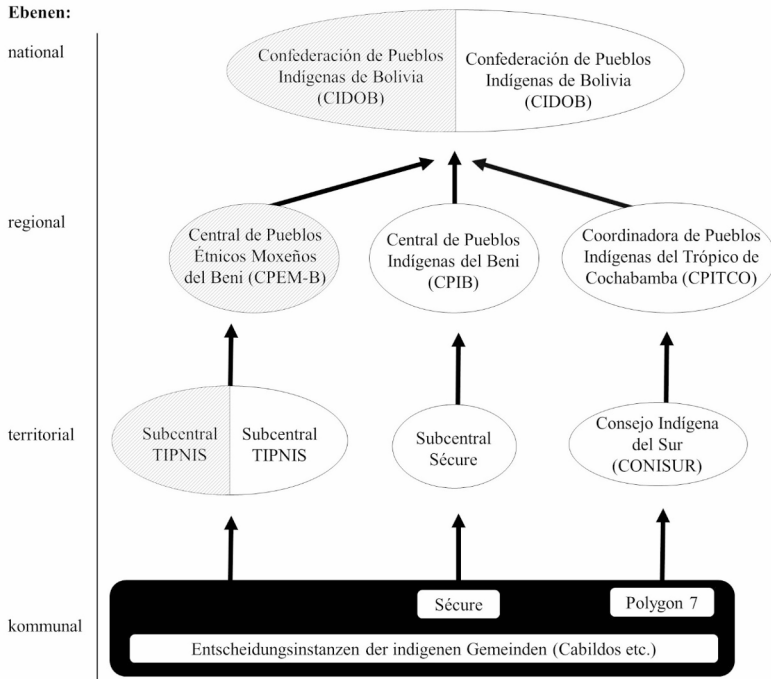 Ebenen:
national
Confederación de Pueblos
Indígenas de Bolivia
(CIDOB)
Confederación de Pueblos
Indígenas de Bolivia
(CIDOB)
regional
Central de Pueblos
Étnicos Moxeños
del Beni (CPEM-B)
Central de Pueblos
Indígenas del Beni
(CPIB)
Coordinadora de Pueblos
Indígenas del Trópico de
Cochabamba (CPITCO)
territorial
Subcentral
TIPNIS
Subcentral
TIPNIS
Subcentral
Sécure
Consejo Indígena
del Sur
(CONISUR)
kommunal
Sécure
Polygon 7
Entscheidungsinstanzen der indigenen Gemeinden (Cabildos etc.)